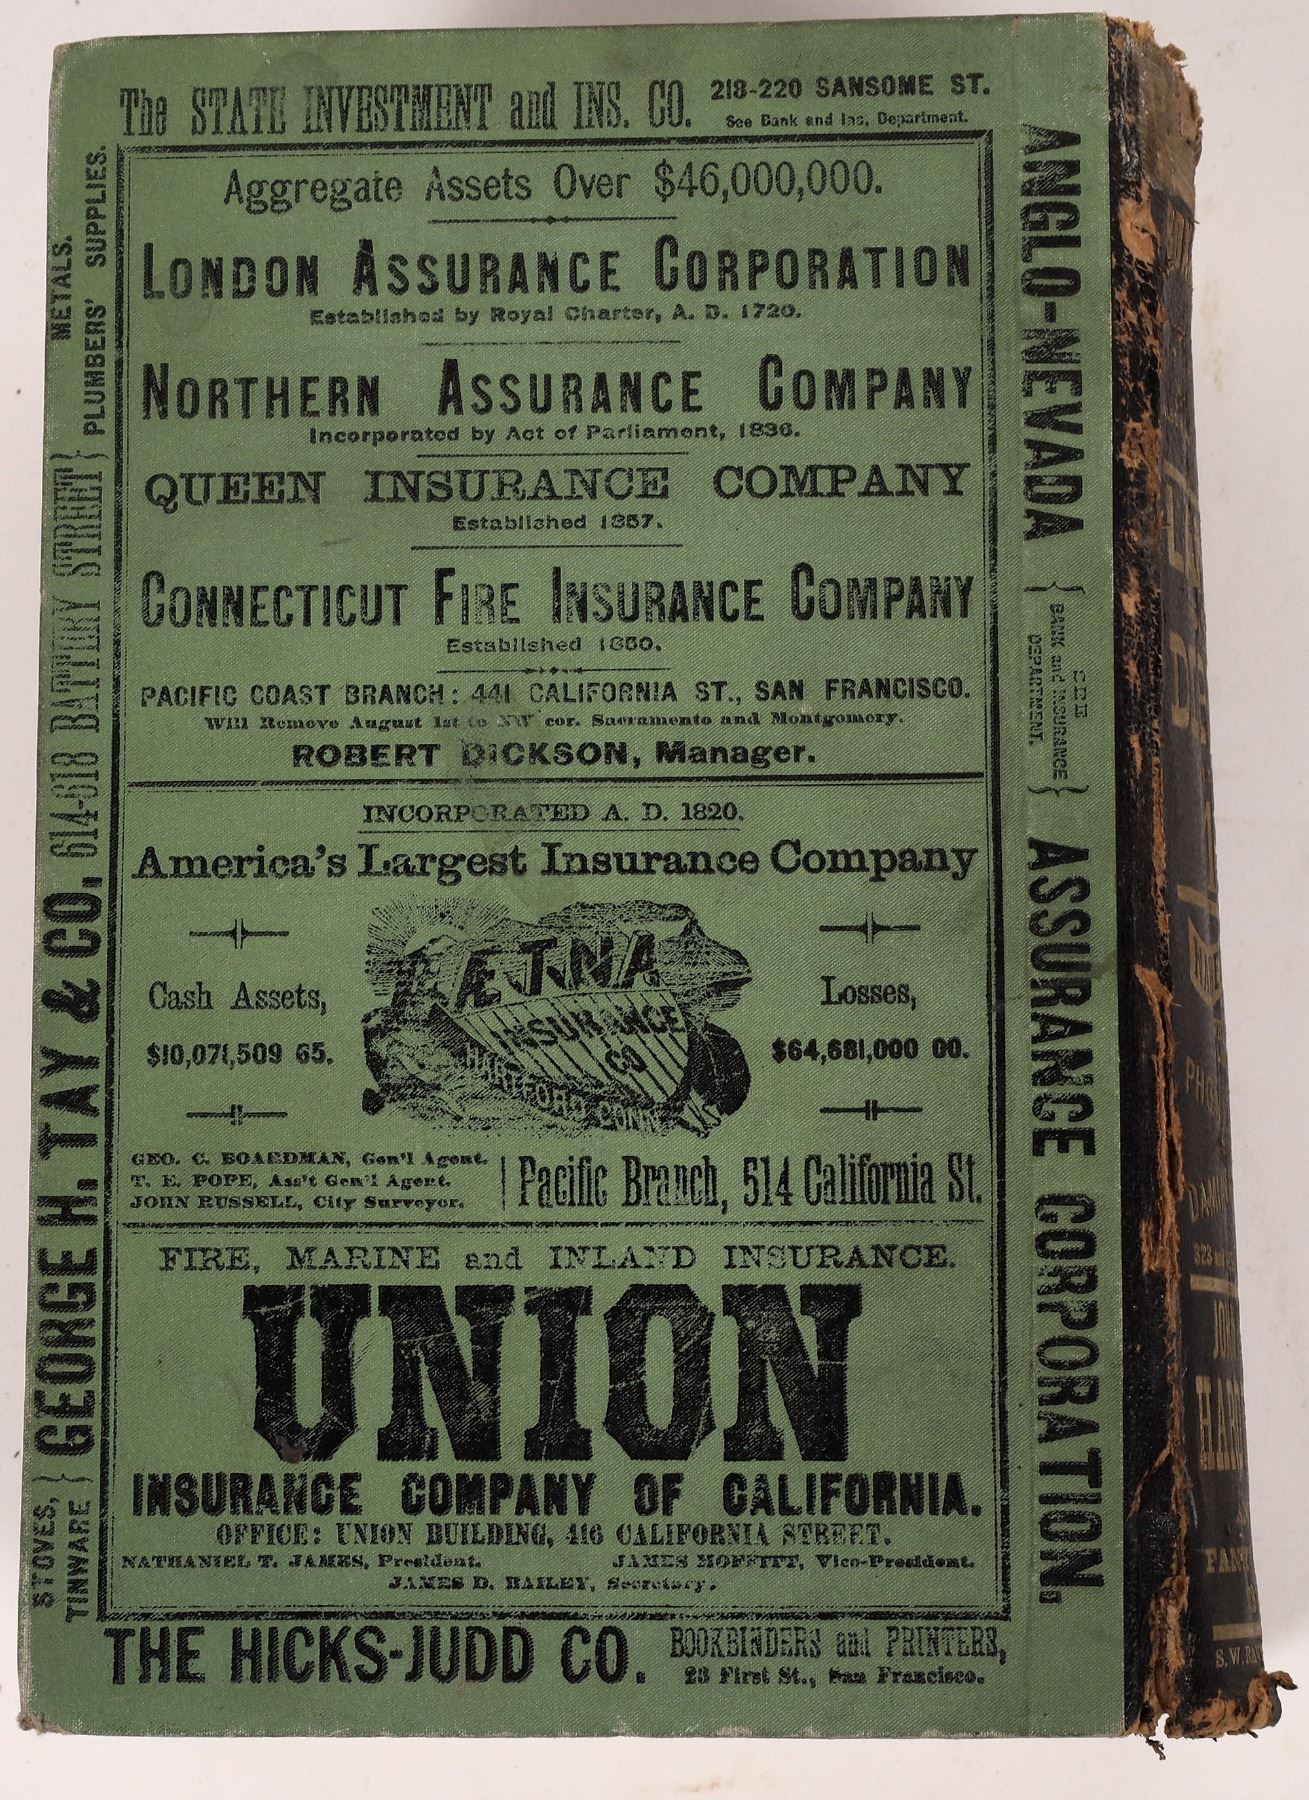 The STATE INVESTMENT and INS. CO. 218-220 SANSOME ST.
See Bank and Ins. Department.
Aggregate Assets Over $46,000,000.
LONDON ASSURANCE CORPORATION
Established by Royal Charter, A. D. 1720.
NORTHERN ASSURANCE COMPANY
Incorporated by Act of Parliament, 1836.
QUEEN INSURANCE COMPANY
Established 1857.
CONNECTICUT FIRE INSURANCE COMPANY
Established 1850.
PACIFIC COAST BRANCH: 441 CALIFORNIA ST., SAN FRANCISCO.
Will Remove August 1st to NW cor. Sacramento and Montgomery.
ROBERT DICKSON, Manager.
INCORPORATED A. D. 1820.
America's Largest Insurance Company
Cash Assets,
$10,071,509 65.
ÆTNA
INSURANCE
CO
HARTFORD CONN
Losses,
$64,681,000 00.
GEO. C. BOARDMAN, Gen'l Agent.
T. E. POPE, Ass't Gen'l Agent.
JOHN RUSSELL, City Surveyor.
Pacific Branch, 514 California St.
FIRE, MARINE and INLAND INSURANCE.
UNION
INSURANCE COMPANY OF CALIFORNIA.
OFFICE: UNION BUILDING, 416 CALIFORNIA STREET.
NATHANIEL T. JAMES, President. JAMES MOFFITT, Vice-President.
JAMES D. BAILEY, Secretary.
THE HICKS-JUDD CO. BOOKBINDERS and PRINTERS,
23 First St., San Francisco.
STOVES,
TINWARE
GEORGE H. TAY & CO. 614-618 BATTERY STREET
METALS.
PLUMBERS' SUPPLIES.
ANGLO-NEVADA
SEE
BANK and INSURANCE
DEPARTMENT.
ASSURANCE CORPORATION.